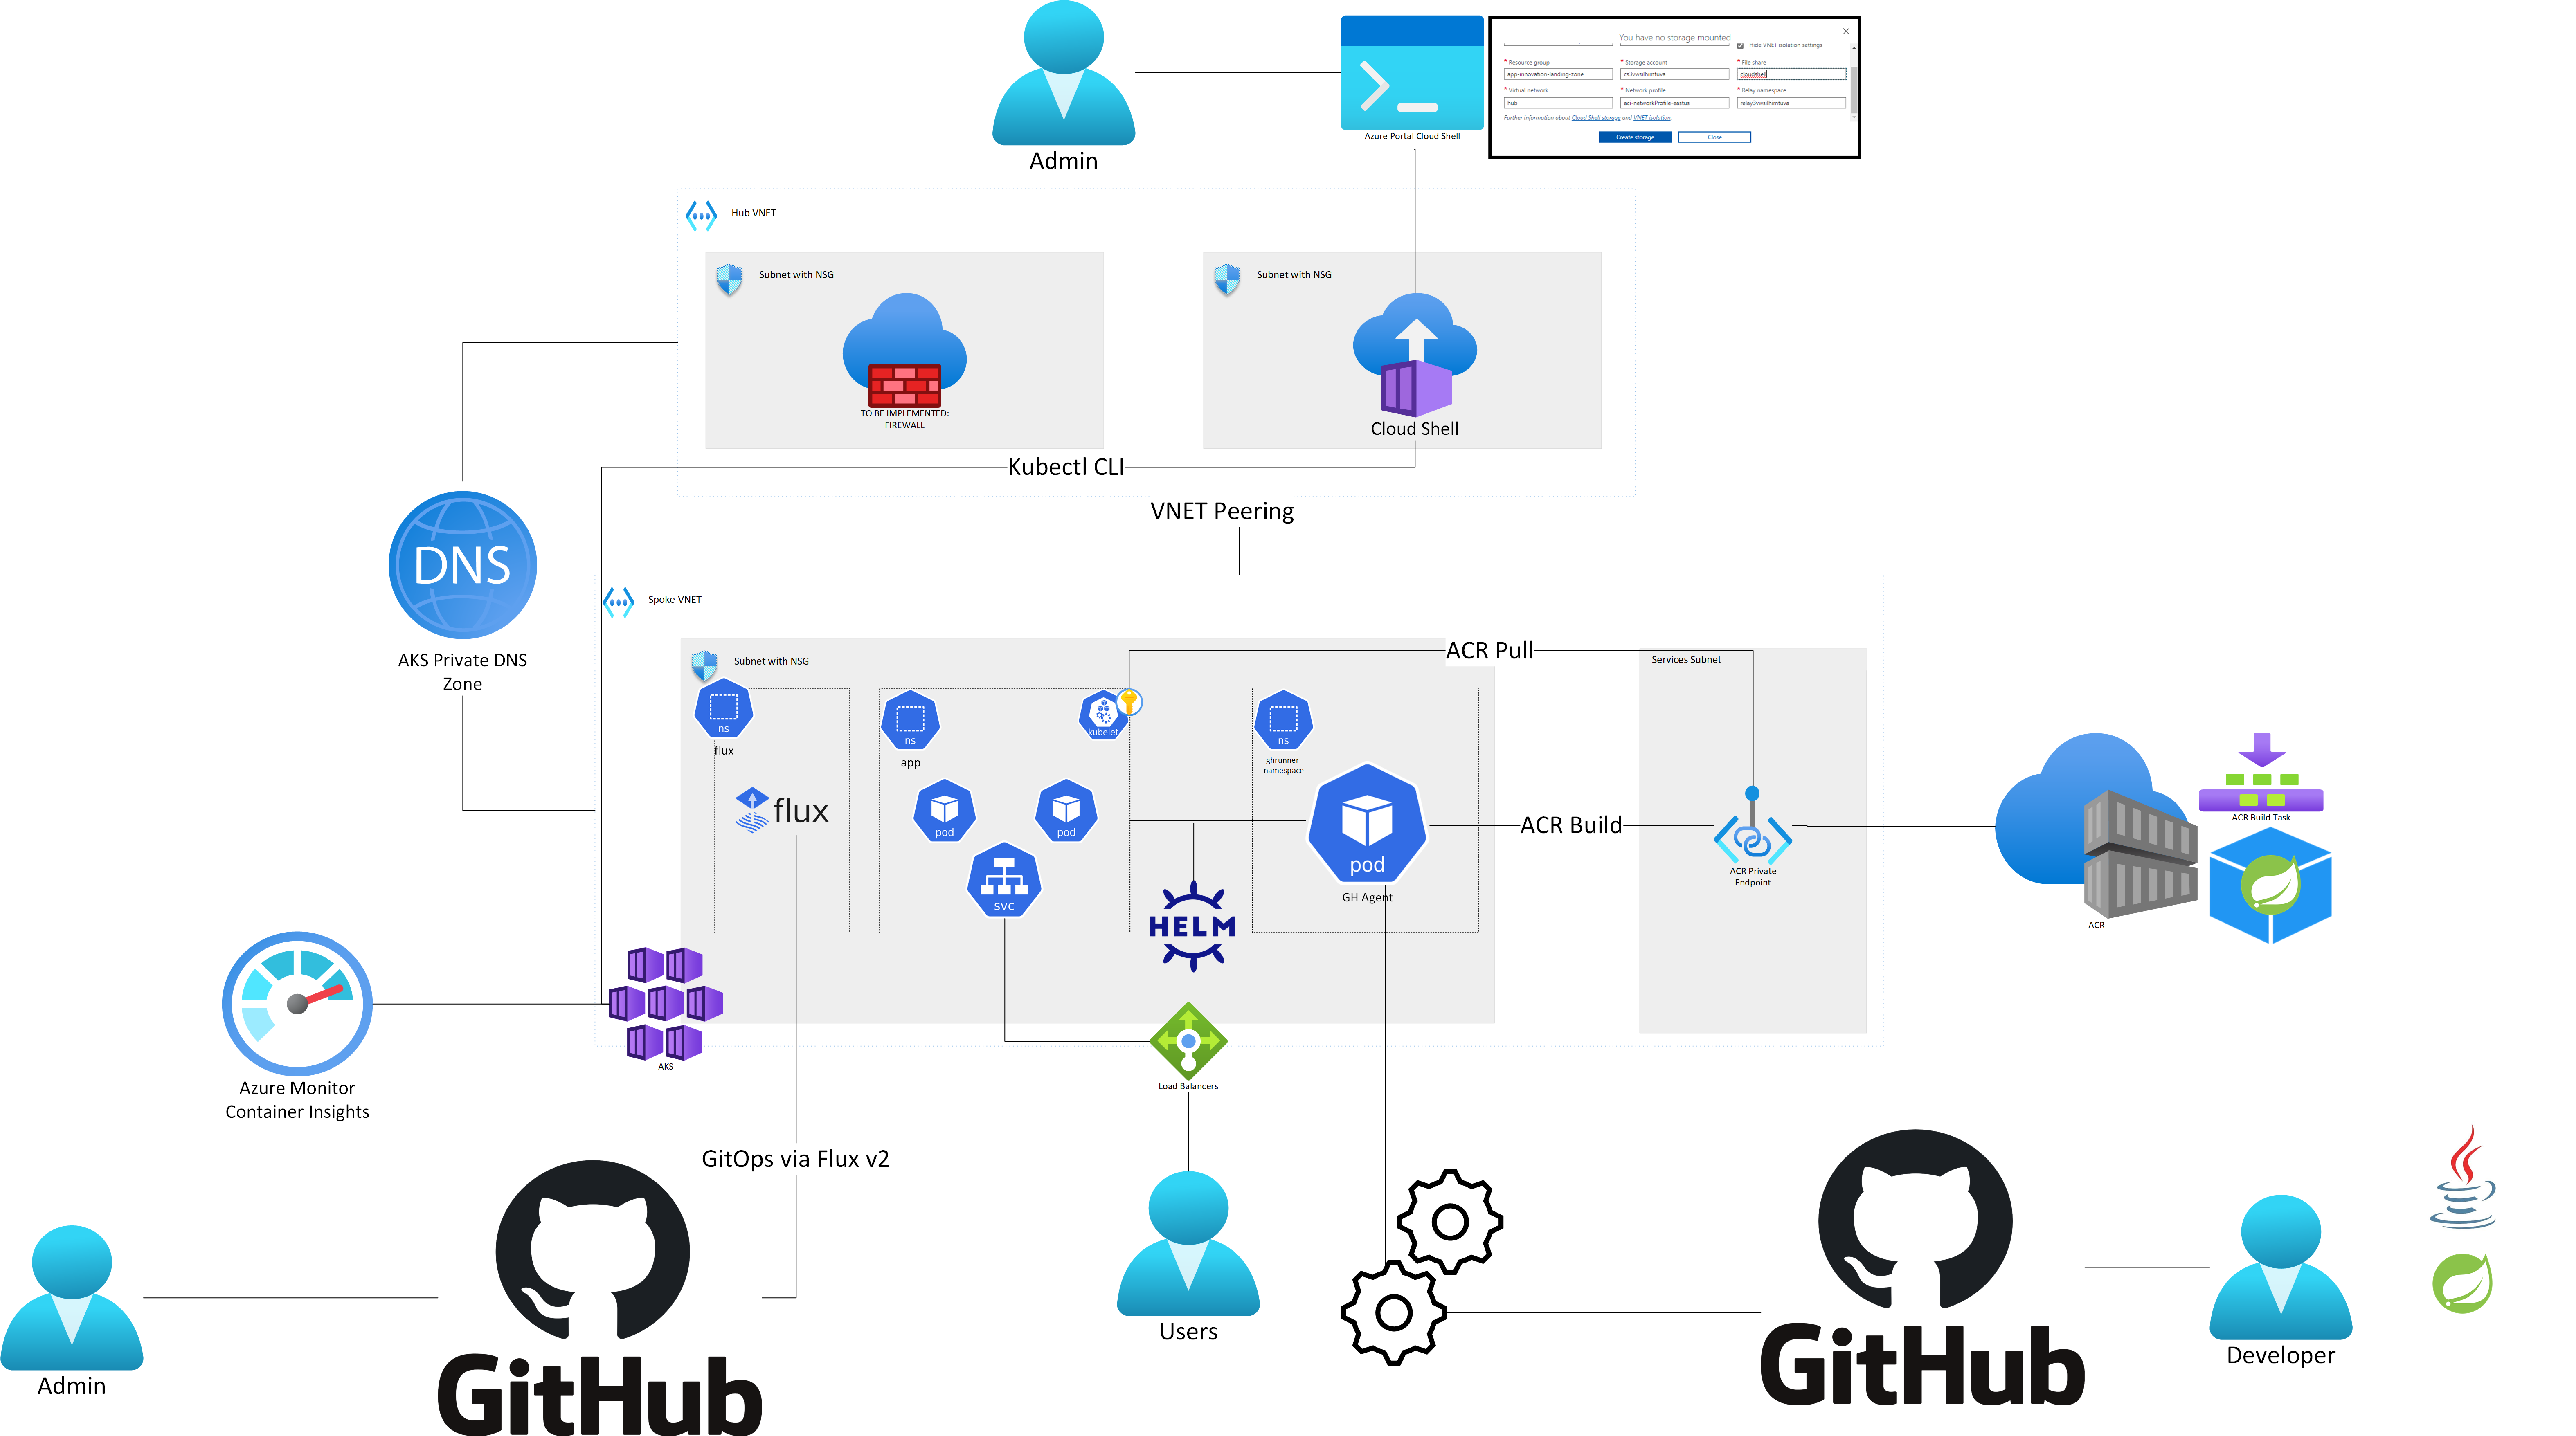 Admin
Azure Portal Cloud Shell
You have no storage mounted
Hide VNET isolation settings
* Resource group
* Storage account
* File share
app-innovation-landing-zone
cs3vwsilhimtuva
cloudshell
* Virtual network
* Network profile
* Relay namespace
hub
aci-networkProfile-eastus
relay3vwsilhimtuva
Further information about Cloud Shell storage and VNET isolation.
Create storage
Close
Hub VNET
Subnet with NSG
Subnet with NSG
TO BE IMPLEMENTED:
FIREWALL
Cloud Shell
Kubectl CLI
VNET Peering
DNS
AKS Private DNS
Zone
Spoke VNET
Subnet with NSG
ACR Pull
Services Subnet
ns
flux
ns
app
kubelet
ns
ghrunner-
namespace
flux
pod
pod
svc
pod
GH Agent
HELM
ACR Build
ACR Private
Endpoint
ACR
ACR Build Task
AKS
Load Balancers
Azure Monitor
Container Insights
GitOps via Flux v2
Admin
GitHub
Users
GitHub
Developer